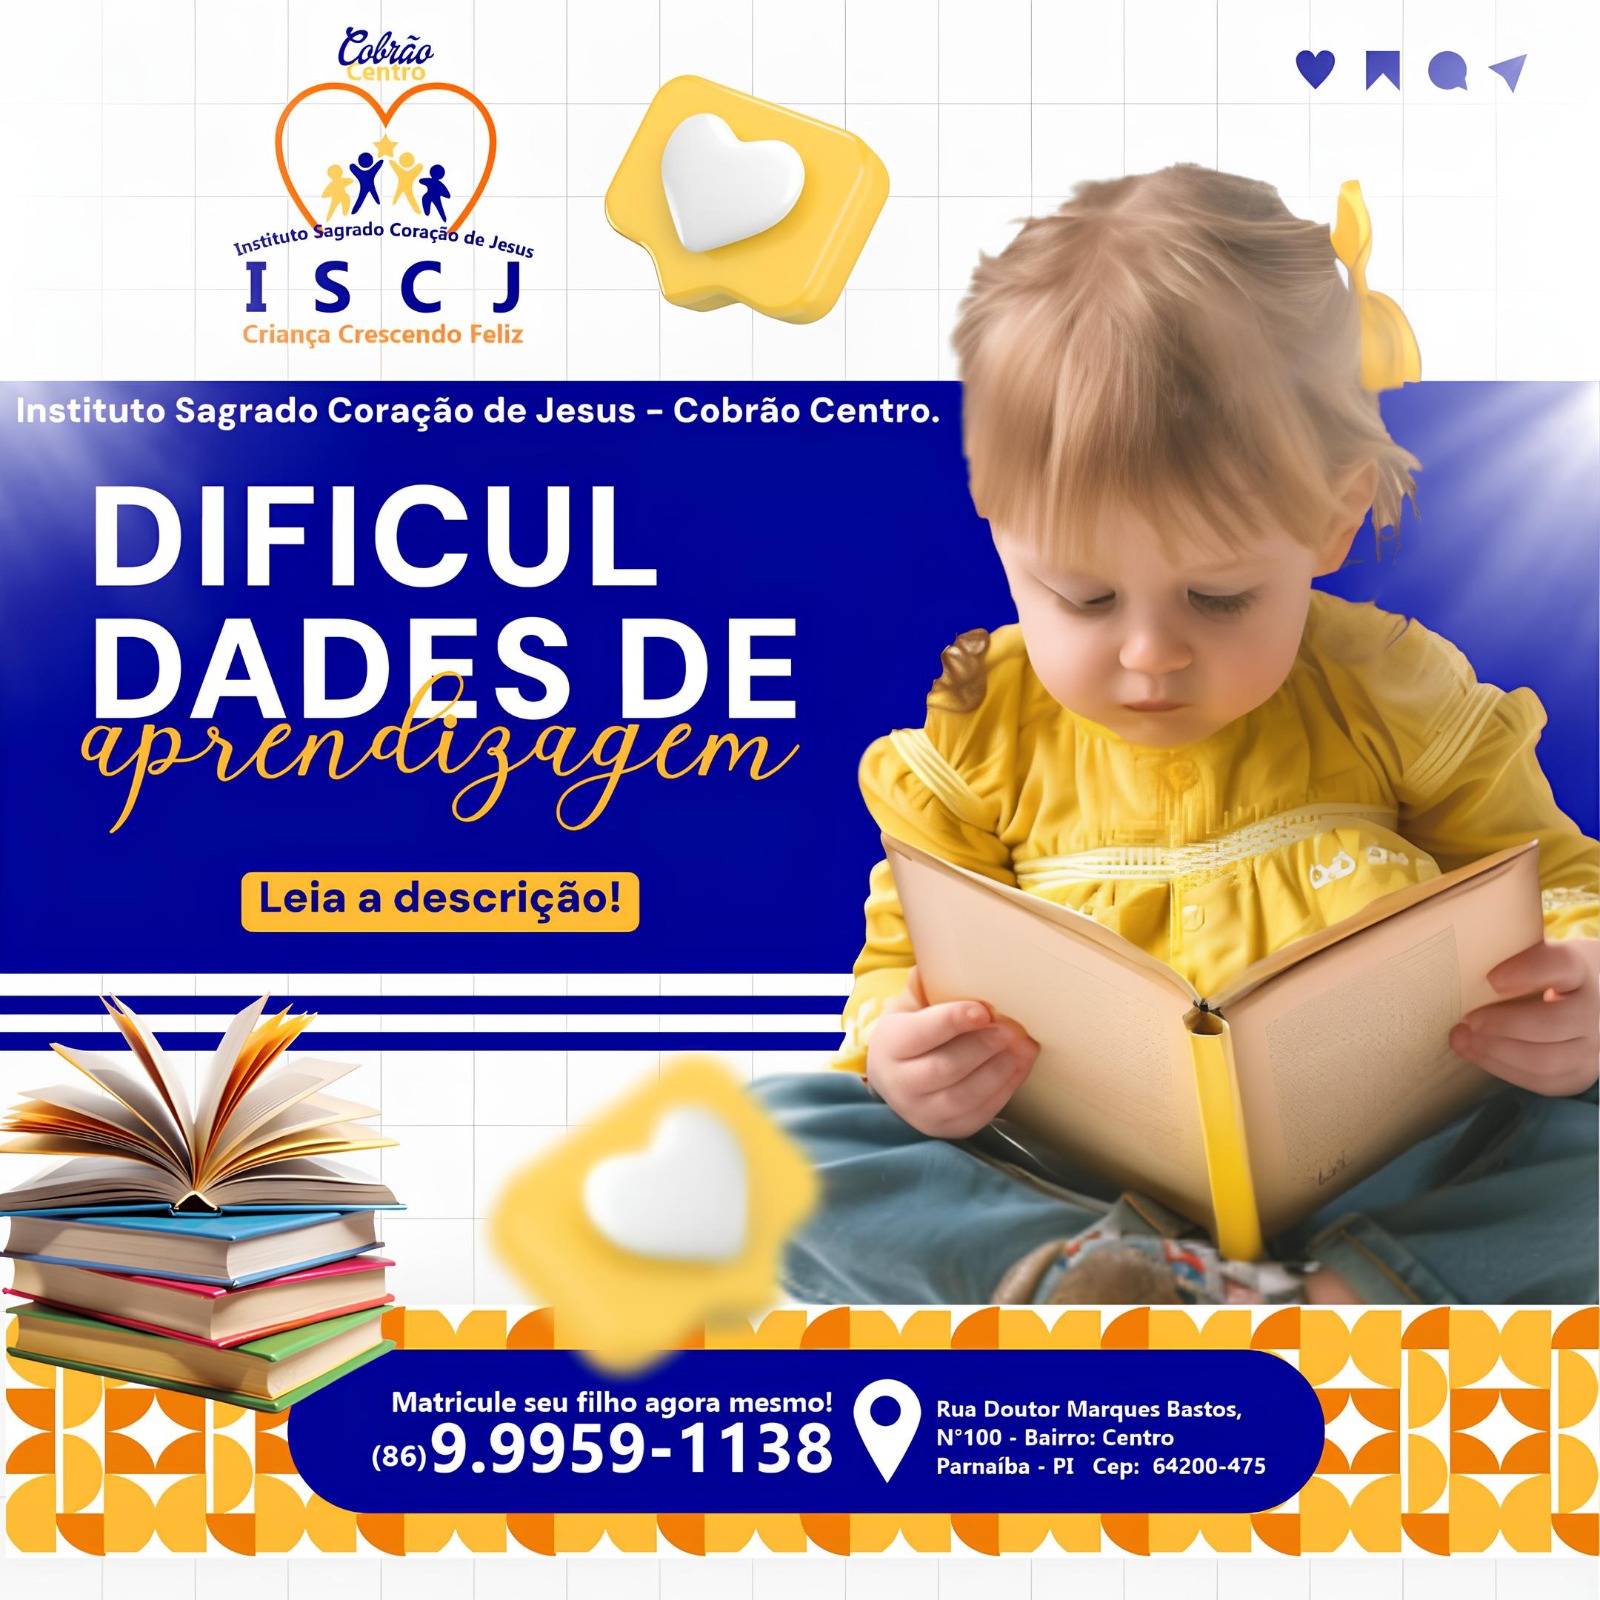 Cobrão
Centro
Instituto Sagrado Coração de Jesus
I S C J
Criança Crescendo Feliz
Instituto Sagrado Coração de Jesus - Cobrão Centro.
DIFICUL
DADES DE
aprendizagem
Leia a descrição!
Matricule seu filho agora mesmo!
(86)9.9959-1138
Rua Doutor Marques Bastos,
N°100 - Bairro: Centro
Parnaíba - PI Cep: 64200-475